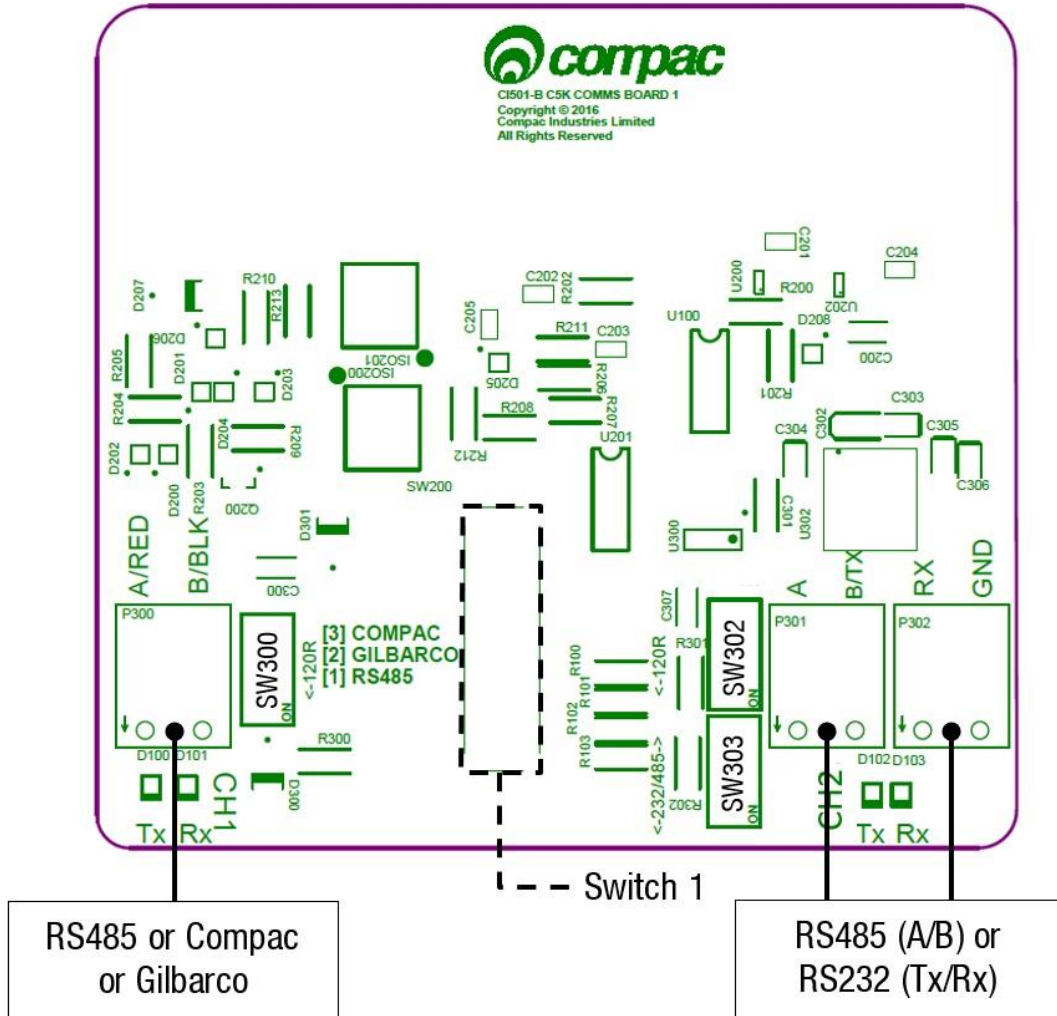 compac
CI501-B C5K COMMS BOARD 1
Copyright © 2016
Compac Industries Limited
All Rights Reserved
C201
C204
D207
R210
R213
C202
R202
U200
R200
U202
C205
D206
ISO201
R211
C203
U100
D208
C200
R205
D201
D203
ISO200
D205
R206
R201
R204
R208
R207
C302
C303
D202
D204
R209
R212
U201
C304
C305
D200
R203
Q200
SW200
C306
A/RED
B/BLK
D301
U300
C301
U302
C300
A
B/TX
RX
GND
P300
SW300
ON
<-120R
[3] COMPAC
[2] GILBARCO
[1] RS485
C307
R301
SW302
ON
P301
P302
R100
R101
R102
R103
<-120R
<-232/485->
R302
SW303
ON
D100
D101
R300
D300
CH1
Tx
Rx
D102
D103
CH2
Tx
Rx
Switch 1
RS485 or Compac
or Gilbarco
RS485 (A/B) or
RS232 (Tx/Rx)